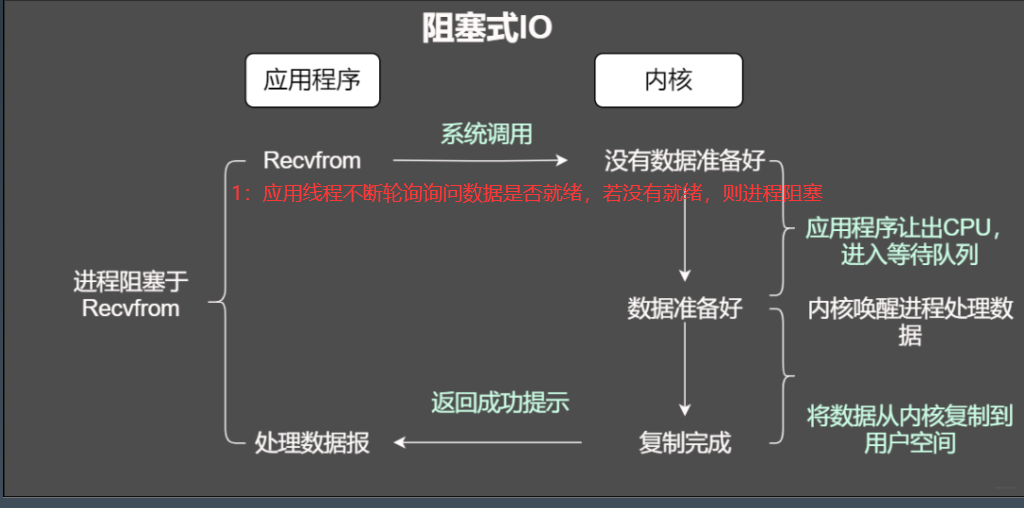 阻塞式IO
应用程序
内核
系统调用
Recvfrom
没有数据准备好
1：应用线程不断轮询询问数据是否就绪，若没有就绪，则进程阻塞
应用程序让出CPU，
进入等待队列
进程阻塞于
Recvfrom
数据准备好
内核唤醒进程处理数
据
返回成功提示
将数据从内核复制到
用户空间
处理数据报
复制完成